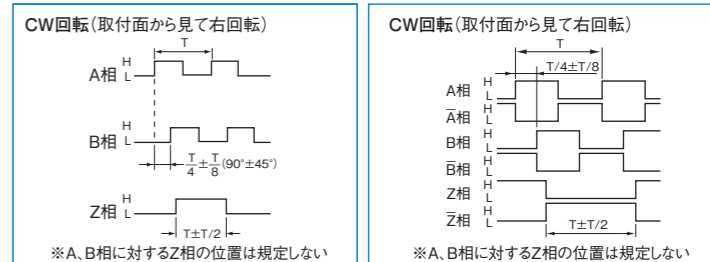 CW回転(取付面から見て右回転)
T
A相 H L
B相 H L
T/4±T/8(90°±45°)
Z相 H L
T±T/2
※A、B相に対するZ相の位置は規定しない
CW回転(取付面から見て右回転)
T
T/4±T/8
A相 H L
A̅相 H L
B相 H L
B̅相 H L
Z相 H L
Z̅相 H L
T±T/2
※A、B相に対するZ相の位置は規定しない